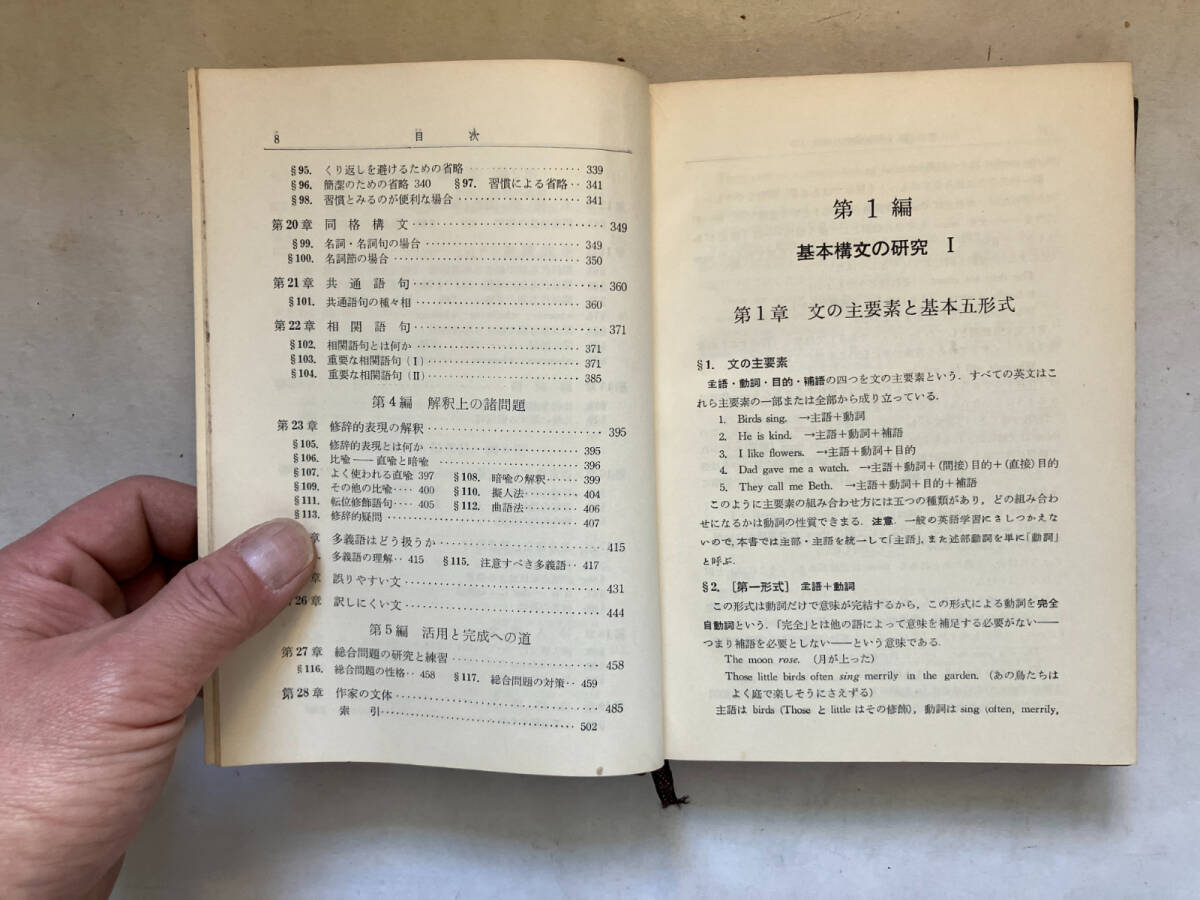 8 目次
§95. くり返しを避けるための省略 ………………… 339
§96. 簡潔のための省略 340 §97. 習慣による省略‥ 341
§98. 習慣とみるのが便利な場合 ………………… 341
第20章 同格構文 ………………… 349
§99. 名詞・名詞句の場合 ………………… 349
§100. 名詞節の場合 ………………… 350
第21章 共通語句 ………………… 360
§101. 共通語句の種々相 ………………… 360
第22章 相関語句 ………………… 371
§102. 相関語句とは何か ………………… 371
§103. 重要な相関語句(Ⅰ) ………………… 371
§104. 重要な相関語句(Ⅱ) ………………… 385
第4編 解釈上の諸問題
第23章 修辞的表現の解釈 ………………… 395
§105. 修辞的表現とは何か ………………… 395
§106. 比喩——直喩と暗喩 ………………… 396
§107. よく使われる直喩 397 §108. 暗喩の解釈…… 399
§109. その他の比喩‥‥ 400 §110. 擬人法………… 404
§111. 転位修飾語句‥‥ 405 §112. 曲語法………… 406
§113. 修辞的疑問 ………………… 407
章 多義語はどう扱うか ………………… 415
多義語の理解‥ 415 §115. 注意すべき多義語‥ 417
章 誤りやすい文 ………………… 431
26章 訳しにくい文 ………………… 444
第5編 活用と完成への道
第27章 総合問題の研究と練習 ………………… 458
§116. 総合問題の性格‥ 458 §117. 総合問題の対策‥ 459
第28章 作家の文体 ………………… 485
索引 ………………… 502
第1編
基本構文の研究 Ⅰ
第1章 文の主要素と基本五形式
§1. 文の主要素
主語・動詞・目的・補語の四つを文の主要素という. すべての英文はこ
れら主要素の一部または全部から成り立っている.
1. Birds sing. →主語+動詞
2. He is kind. →主語+動詞+補語
3. I like flowers. →主語+動詞+目的
4. Dad gave me a watch. →主語+動詞+(間接)目的+(直接)目的
5. They call me Beth. →主語+動詞+目的+補語
このように主要素の組み合わせ方には五つの種類があり, どの組み合わ
せになるかは動詞の性質できまる. 注意. 一般の英語学習にさしつかえな
いので, 本書では主部・主語を統一して「主語」, また述部動詞を単に「動詞」
と呼ぶ.
§2. [第一形式] 主語+動詞
この形式は動詞だけで意味が完結するから, この形式による動詞を完全
自動詞という. 「完全」とは他の語によって意味を補足する必要がない——
つまり補語を必要としない——という意味である.
The moon rose. (月が上った)
Those little birds often sing merrily in the garden. (あの鳥たちは
よく庭で楽しそうにさえずる)
主語は birds (Those と little はその修飾), 動詞は sing (often, merrily,